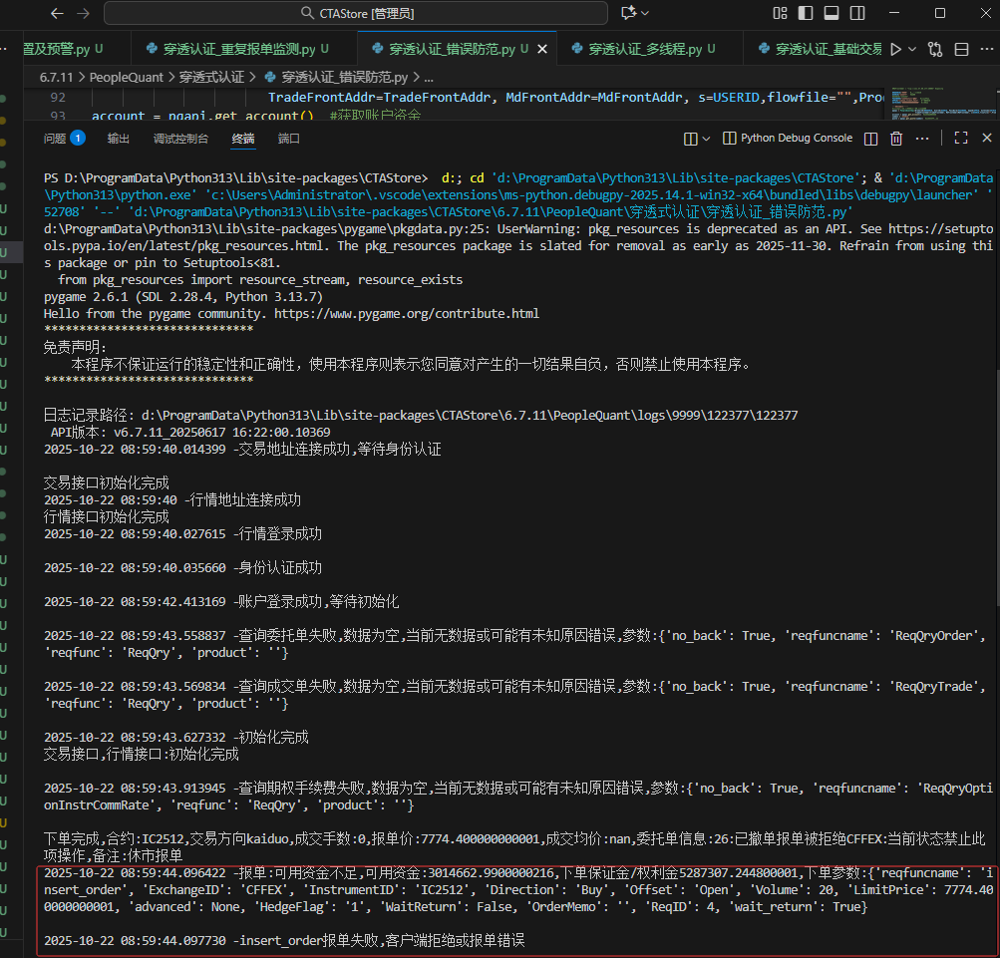 CTAStore [管理员]
置及预警.py U
穿透认证_重复报单监测.py U
穿透认证_错误防范.py U
穿透认证_多线程.py U
穿透认证_基础交易
6.7.11 > PeopleQuant > 穿透式认证 > 穿透认证_错误防范.py > ...
92 TradeFrontAddr=TradeFrontAddr, MdFrontAddr=MdFrontAddr, s=USERID,flowfile="",Pro
93 account = pqapi.get_account() #获取账户资金
问题 1 输出 调试控制台 终端 端口
Python Debug Console
PS D:\ProgramData\Python313\Lib\site-packages\CTAStore> d:; cd 'd:\ProgramData\Python313\Lib\site-packages\CTAStore'; & 'd:\ProgramData
\Python313\python.exe' 'c:\Users\Administrator\.vscode\extensions\ms-python.debugpy-2025.14.1-win32-x64\bundled\libs\debugpy\launcher' '
52708' '--' 'd:\ProgramData\Python313\Lib\site-packages\CTAStore\6.7.11\PeopleQuant\穿透式认证\穿透认证_错误防范.py'
d:\ProgramData\Python313\Lib\site-packages\pygame\pkgdata.py:25: UserWarning: pkg_resources is deprecated as an API. See https://setupto
ols.pypa.io/en/latest/pkg_resources.html. The pkg_resources package is slated for removal as early as 2025-11-30. Refrain from using thi
s package or pin to Setuptools<81.
from pkg_resources import resource_stream, resource_exists
pygame 2.6.1 (SDL 2.28.4, Python 3.13.7)
Hello from the pygame community. https://www.pygame.org/contribute.html
******************************
免责声明:
本程序不保证运行的稳定性和正确性，使用本程序则表示您同意对产生的一切结果自负，否则禁止使用本程序。
******************************
日志记录路径: d:\ProgramData\Python313\Lib\site-packages\CTAStore\6.7.11\PeopleQuant\logs\9999\122377\122377
API版本: v6.7.11_20250617 16:22:00.10369
2025-10-22 08:59:40.014399 -交易地址连接成功,等待身份认证
交易接口初始化完成
2025-10-22 08:59:40 -行情地址连接成功
行情接口初始化完成
2025-10-22 08:59:40.027615 -行情登录成功
2025-10-22 08:59:40.035660 -身份认证成功
2025-10-22 08:59:42.413169 -账户登录成功,等待初始化
2025-10-22 08:59:43.558837 -查询委托单失败,数据为空,当前无数据或可能有未知原因错误,参数:{'no_back': True, 'reqfuncname': 'ReqQryOrder',
'reqfunc': 'ReqQry', 'product': ''}
2025-10-22 08:59:43.569834 -查询成交单失败,数据为空,当前无数据或可能有未知原因错误,参数:{'no_back': True, 'reqfuncname': 'ReqQryTrade',
'reqfunc': 'ReqQry', 'product': ''}
2025-10-22 08:59:43.627332 -初始化完成
交易接口,行情接口:初始化完成
2025-10-22 08:59:43.913945 -查询期权手续费失败,数据为空,当前无数据或可能有未知原因错误,参数:{'no_back': True, 'reqfuncname': 'ReqQryOpti
onInstrCommRate', 'reqfunc': 'ReqQry', 'product': ''}
下单完成,合约:IC2512,交易方向kaiduo,成交手数:0,报单价:7774.400000000001,成交均价:nan,委托单信息:26:已撤单报单被拒绝CFFEX:当前状态禁止此
项操作,备注:休市报单
2025-10-22 08:59:44.096422 -报单:可用资金不足,可用资金:3014662.9900000216,下单保证金/权利金5287307.244800001,下单参数:{'reqfuncname': 'i
nsert_order', 'ExchangeID': 'CFFEX', 'InstrumentID': 'IC2512', 'Direction': 'Buy', 'Offset': 'Open', 'Volume': 20, 'LimitPrice': 7774.40
00000000001, 'advanced': None, 'HedgeFlag': '1', 'WaitReturn': False, 'OrderMemo': '', 'ReqID': 4, 'wait_return': True}
2025-10-22 08:59:44.097730 -insert_order报单失败,客户端拒绝或报单错误